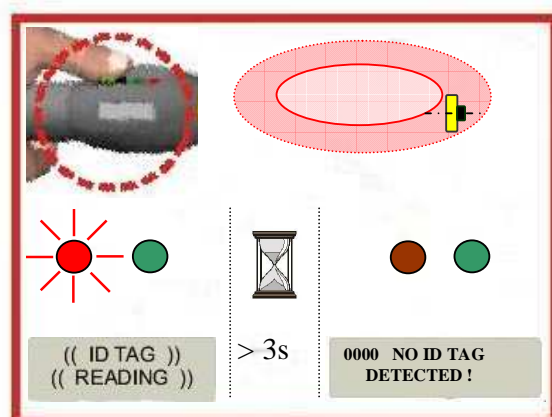 (( ID TAG ))
(( READING ))
> 3s
0000 NO ID TAG
DETECTED !